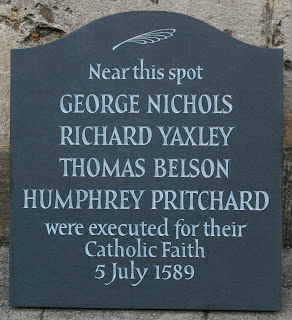 Near this spot
GEORGE NICHOLS
RICHARD YAXLEY
THOMAS BELSON
HUMPHREY PRITCHARD
were executed for their
Catholic Faith
5 July 1589